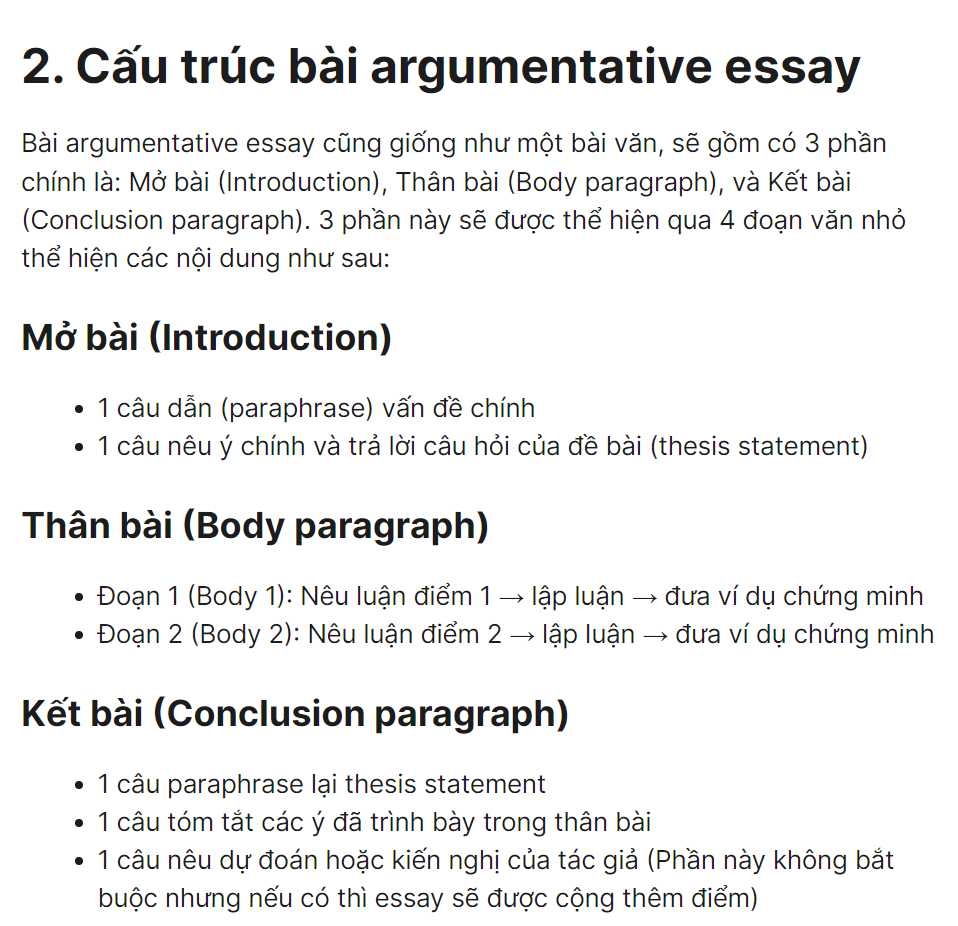 2. Cấu trúc bài argumentative essay
Bài argumentative essay cũng giống như một bài văn, sẽ gồm có 3 phần
chính là: Mở bài (Introduction), Thân bài (Body paragraph), và Kết bài
(Conclusion paragraph). 3 phần này sẽ được thể hiện qua 4 đoạn văn nhỏ
thể hiện các nội dung như sau:
Mở bài (Introduction)
• 1 câu dẫn (paraphrase) vấn đề chính
• 1 câu nêu ý chính và trả lời câu hỏi của đề bài (thesis statement)
Thân bài (Body paragraph)
• Đoạn 1 (Body 1): Nêu luận điểm 1 → lập luận → đưa ví dụ chứng minh
• Đoạn 2 (Body 2): Nêu luận điểm 2 → lập luận → đưa ví dụ chứng minh
Kết bài (Conclusion paragraph)
• 1 câu paraphrase lại thesis statement
• 1 câu tóm tắt các ý đã trình bày trong thân bài
• 1 câu nêu dự đoán hoặc kiến nghị của tác giả (Phần này không bắt
buộc nhưng nếu có thì essay sẽ được cộng thêm điểm)